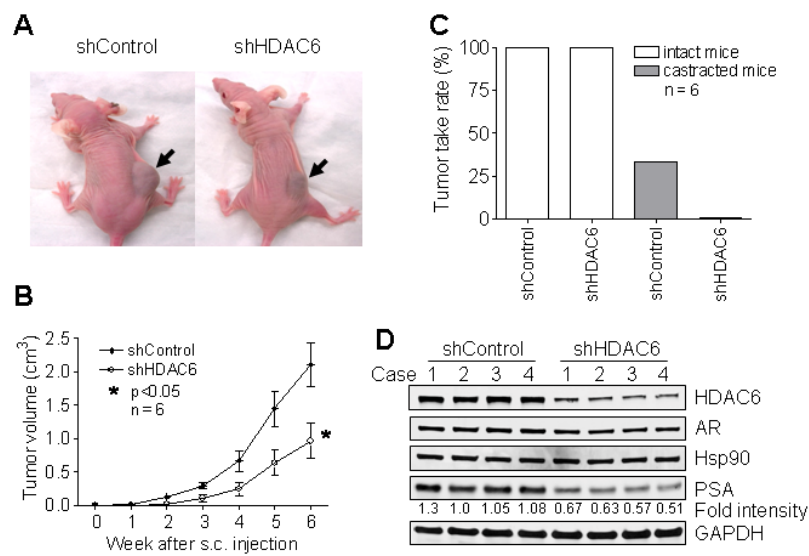 A
shControl shHDAC6
B
Tumor volume (cm³)
2.5
2.0
1.5
1.0
0.5
0.0
shControl
shHDAC6
* p<0.05
n = 6
*
0 1 2 3 4 5 6
Week after s.c. injection
C
Tumor take rate (%)
100
75
50
25
0
intact mice
castracted mice
n = 6
shControl
shHDAC6
shControl
shHDAC6
D
shControl shHDAC6
Case 1 2 3 4 1 2 3 4
HDAC6
AR
Hsp90
PSA
1.3 1.0 1.05 1.08 0.67 0.63 0.57 0.51 Fold intensity
GAPDH